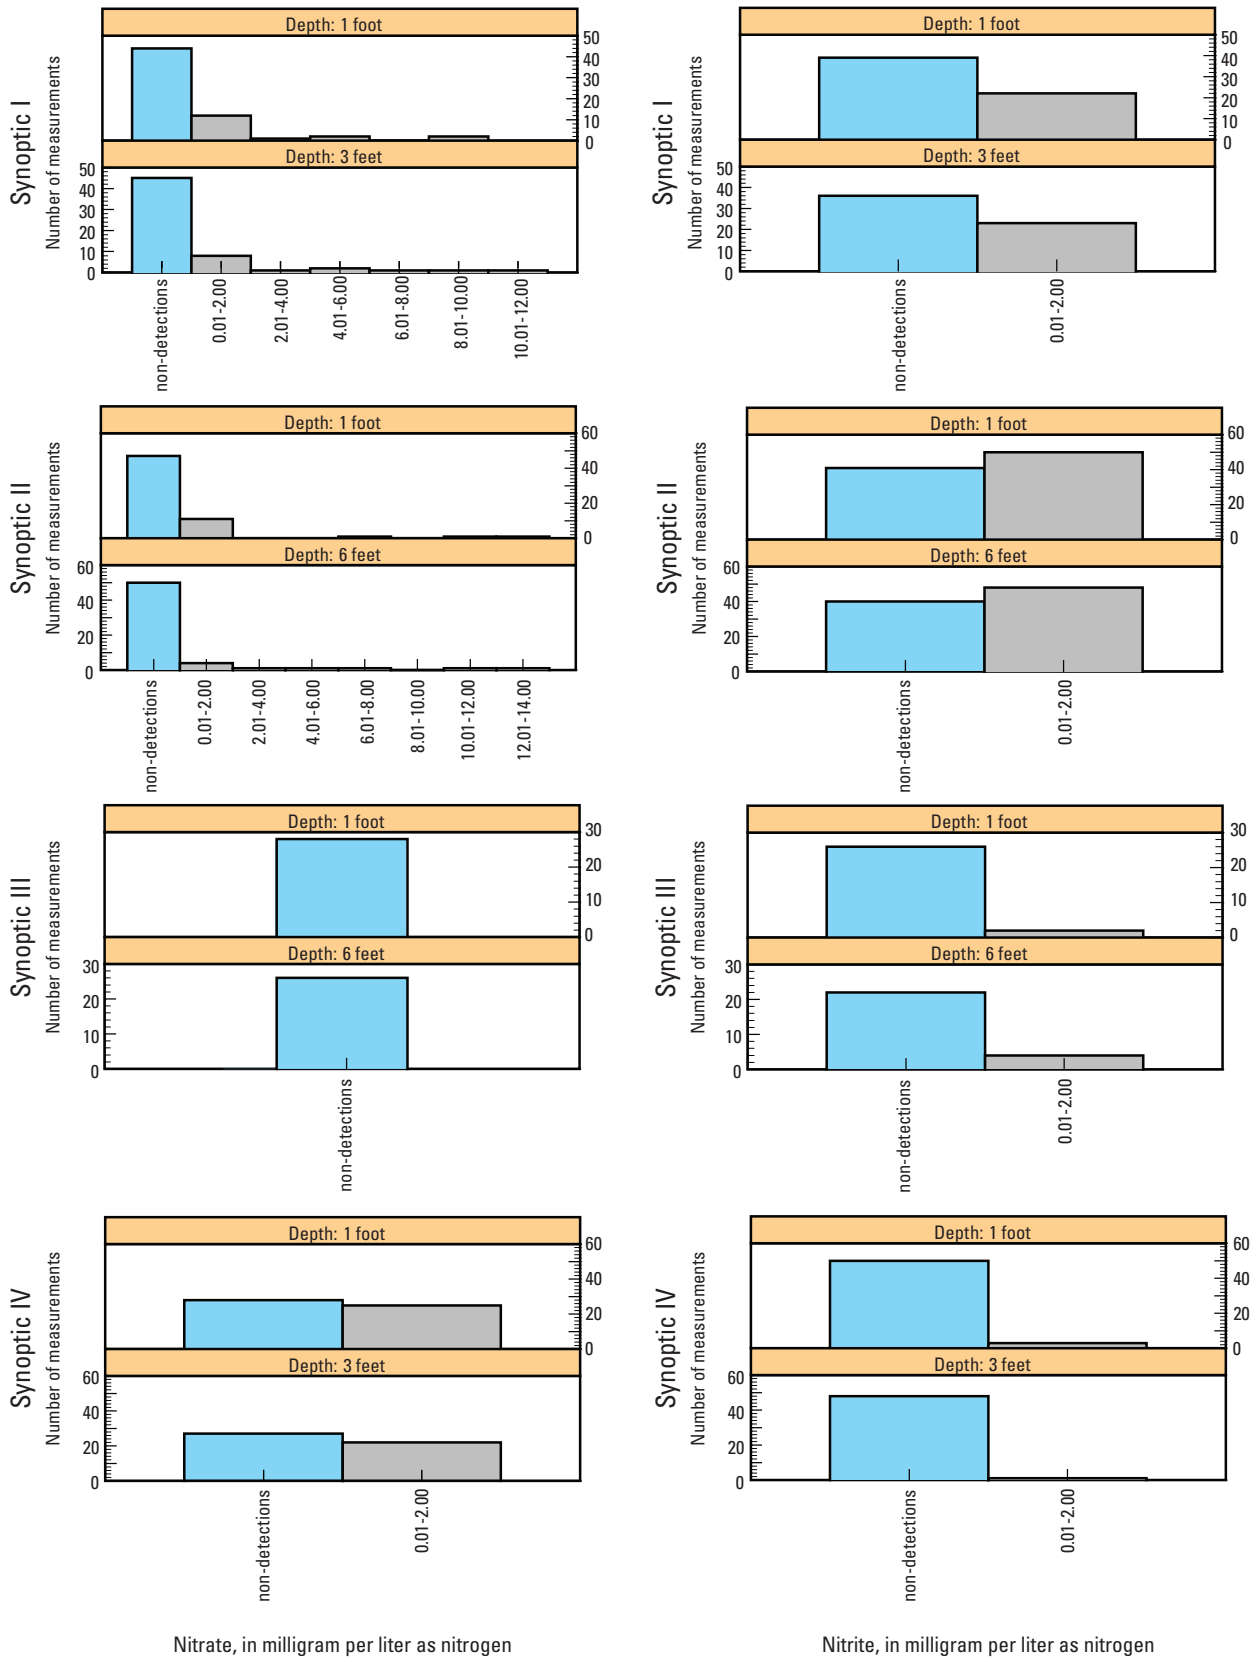 Synoptic I
Number of measurements
Depth: 1 foot
50
40
30
20
10
0
Depth: 3 feet
50
40
30
20
10
0
non-detections
0.01-2.00
2.01-4.00
4.01-6.00
6.01-8.00
8.01-10.00
10.01-12.00
Synoptic I
Number of measurements
Depth: 1 foot
50
40
30
20
10
0
Depth: 3 feet
50
40
30
20
10
0
non-detections
0.01-2.00
Synoptic II
Number of measurements
Depth: 1 foot
60
40
20
0
Depth: 6 feet
60
40
20
0
non-detections
0.01-2.00
2.01-4.00
4.01-6.00
6.01-8.00
8.01-10.00
10.01-12.00
12.01-14.00
Synoptic II
Number of measurements
Depth: 1 foot
60
40
20
0
Depth: 6 feet
60
40
20
0
non-detections
0.01-2.00
Synoptic III
Number of measurements
Depth: 1 foot
30
20
10
0
Depth: 6 feet
30
20
10
0
non-detections
Synoptic III
Number of measurements
Depth: 1 foot
30
20
10
0
Depth: 6 feet
30
20
10
0
non-detections
0.01-2.00
Synoptic IV
Number of measurements
Depth: 1 foot
60
40
20
0
Depth: 3 feet
60
40
20
0
non-detections
0.01-2.00
Synoptic IV
Number of measurements
Depth: 1 foot
60
40
20
0
Depth: 3 feet
60
40
20
0
non-detections
0.01-2.00
Nitrate, in milligram per liter as nitrogen
Nitrite, in milligram per liter as nitrogen